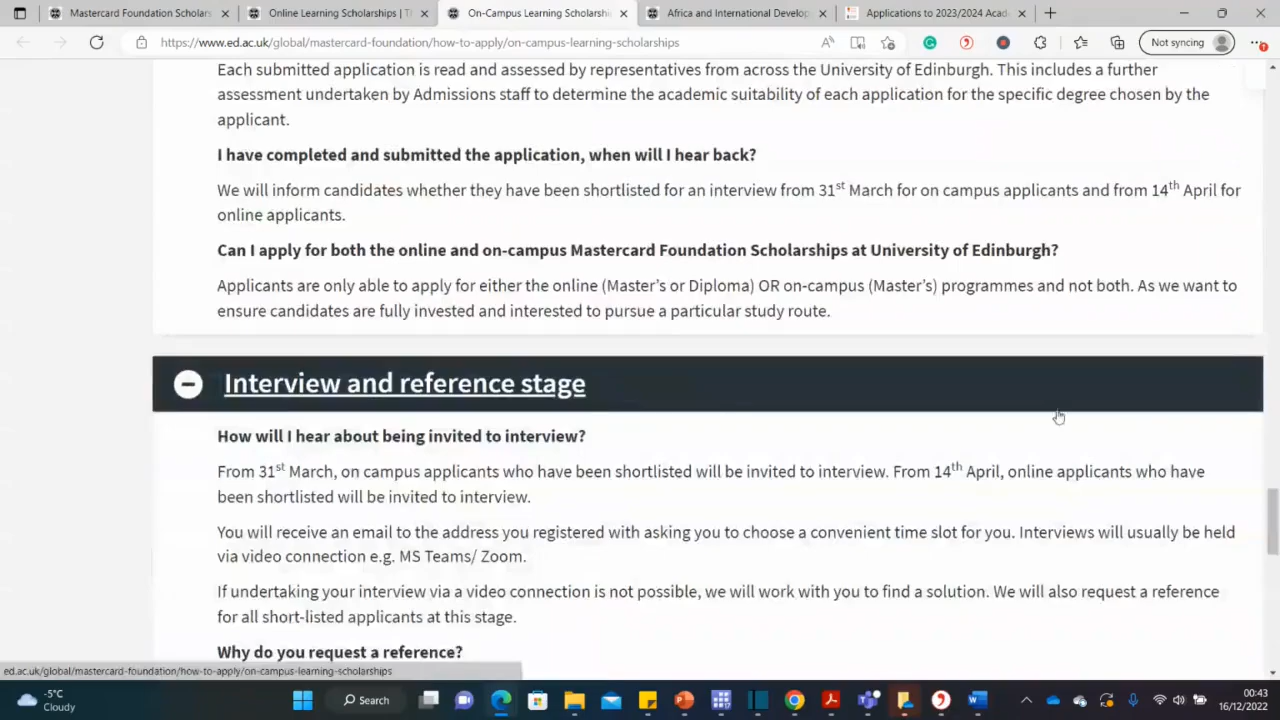 Mastercard Foundation Scholars
Online Learning Scholarships | Th
On-Campus Learning Scholarshi
Africa and International Develop
Applications to 2023/2024 Acad
https://www.ed.ac.uk/global/mastercard-foundation/how-to-apply/on-campus-learning-scholarships
Not syncing
Each submitted application is read and assessed by representatives from across the University of Edinburgh. This includes a further
assessment undertaken by Admissions staff to determine the academic suitability of each application for the specific degree chosen by the
applicant.
I have completed and submitted the application, when will I hear back?
We will inform candidates whether they have been shortlisted for an interview from 31st March for on campus applicants and from 14th April for
online applicants.
Can I apply for both the online and on-campus Mastercard Foundation Scholarships at University of Edinburgh?
Applicants are only able to apply for either the online (Master's or Diploma) OR on-campus (Master's) programmes and not both. As we want to
ensure candidates are fully invested and interested to pursue a particular study route.
Interview and reference stage
How will I hear about being invited to interview?
From 31st March, on campus applicants who have been shortlisted will be invited to interview. From 14th April, online applicants who have
been shortlisted will be invited to interview.
You will receive an email to the address you registered with asking you to choose a convenient time slot for you. Interviews will usually be held
via video connection e.g. MS Teams/ Zoom.
If undertaking your interview via a video connection is not possible, we will work with you to find a solution. We will also request a reference
for all short-listed applicants at this stage.
Why do you request a reference?
ed.ac.uk/global/mastercard-foundation/how-to-apply/on-campus-learning-scholarships
-5°C
Cloudy
Search
00:43
16/12/2022